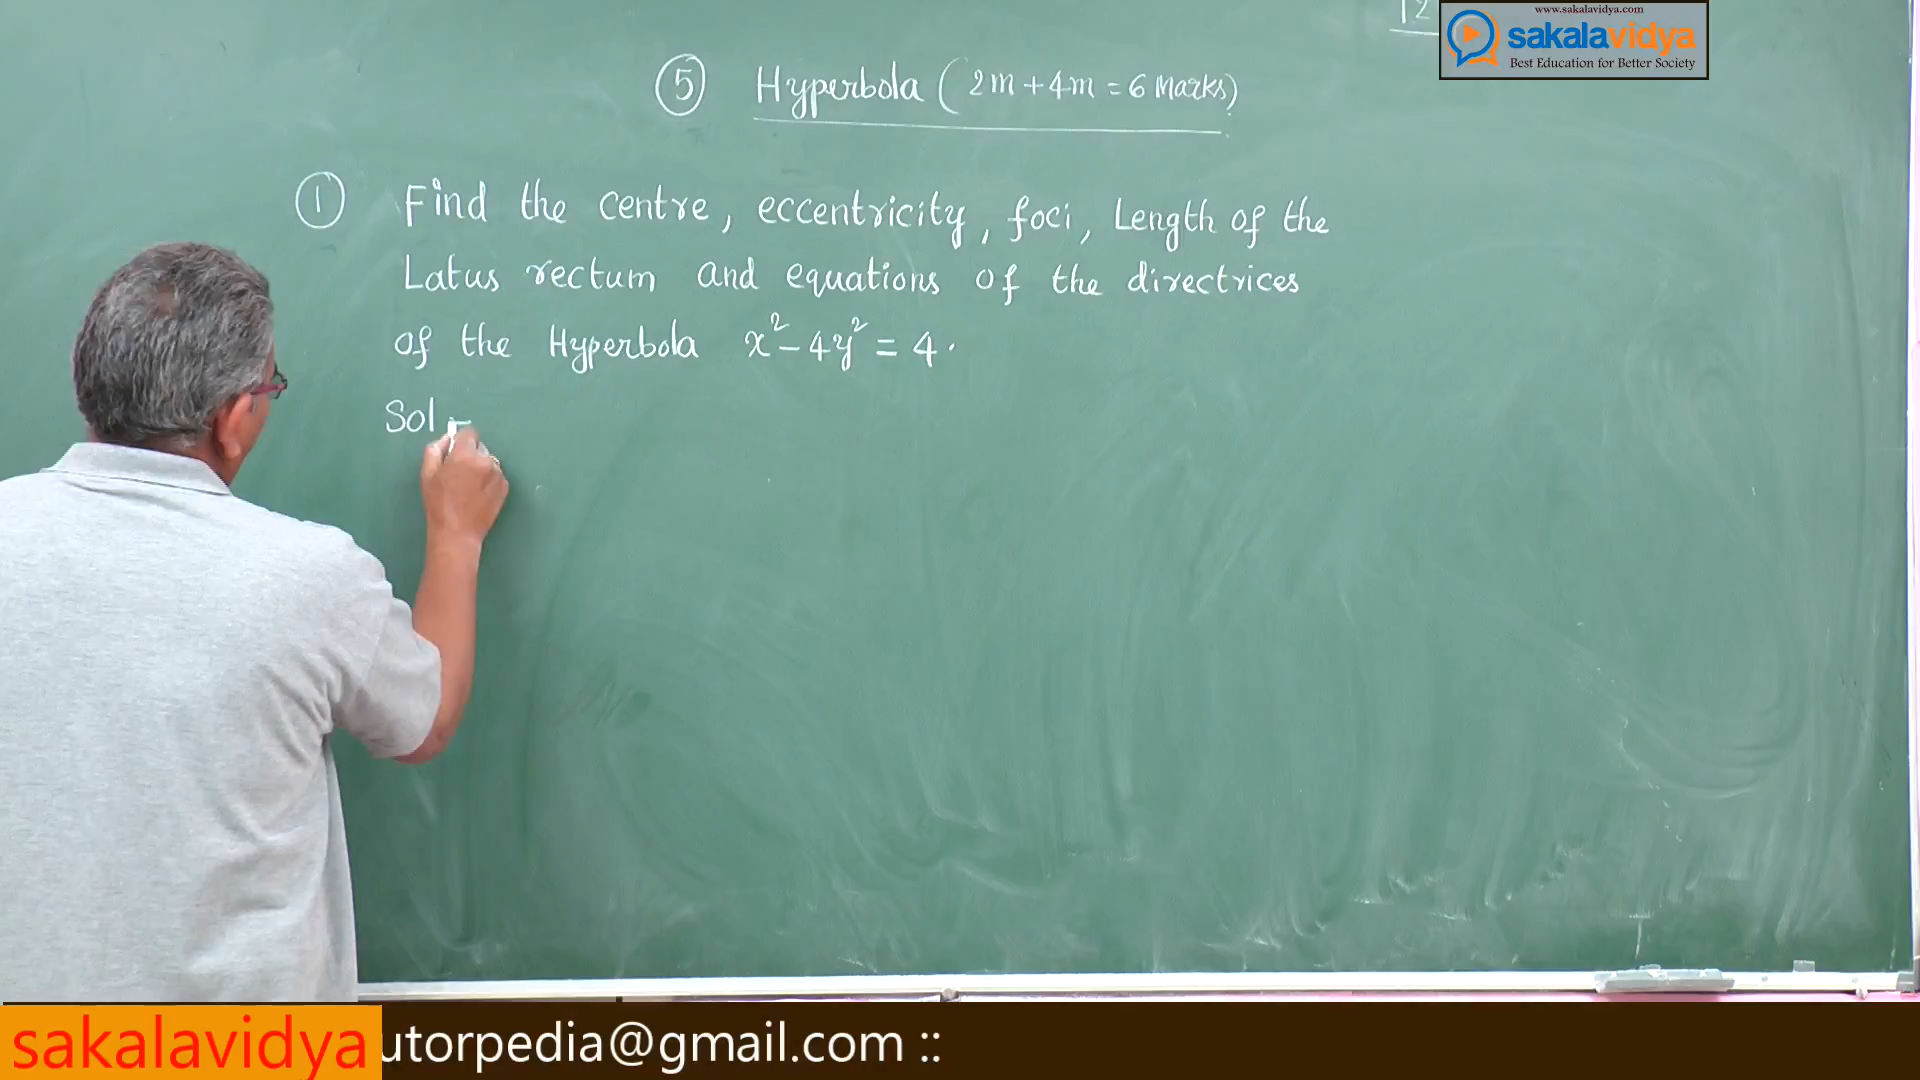 12
www.sakalavidya.com
sakalavidya
Best Education for Better Society
⑤ Hyperbola (2m+4m = 6 Marks)
① Find the centre, eccentricity, foci, Length of the
Latus rectum and equations of the directrices
of the Hyperbola x² - 4y² = 4.
Sol
sakalavidya utorpedia@gmail.com ::